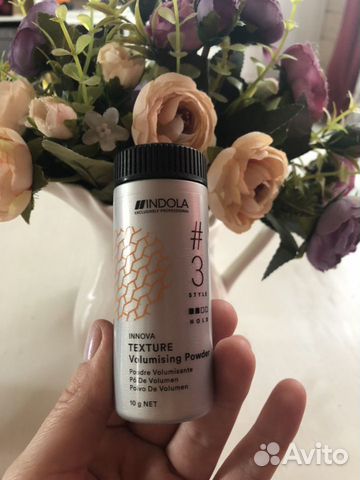 INDOLA
EXCLUSIVELY PROFESSIONAL
#
3
STYLE
HOLD
INNOVA
TEXTURE
Volumising Powder
Poudre Volumisante
Pó De Volumen
Polvo De Volumen
10 g NET
Avito